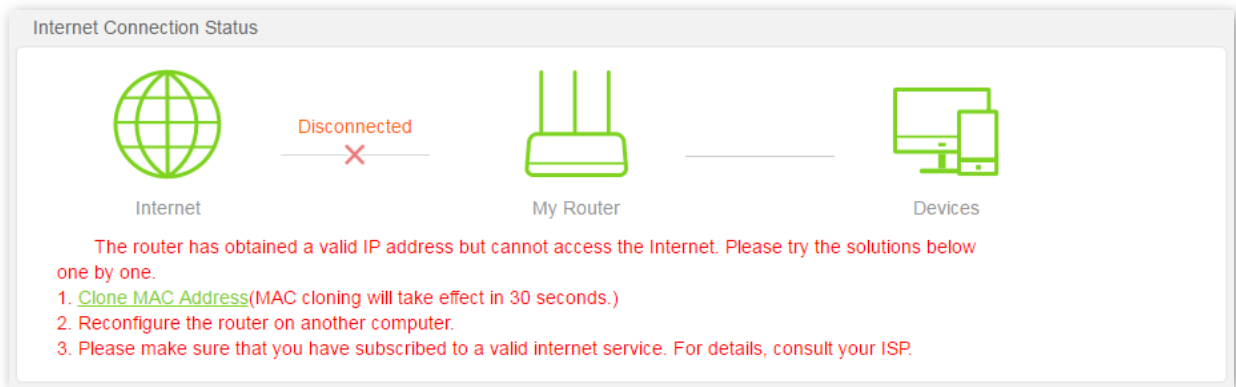 Internet Connection Status
Disconnected
Internet
My Router
Devices
The router has obtained a valid IP address but cannot access the Internet. Please try the solutions below
one by one.
1. Clone MAC Address(MAC cloning will take effect in 30 seconds.)
2. Reconfigure the router on another computer.
3. Please make sure that you have subscribed to a valid internet service. For details, consult your ISP.